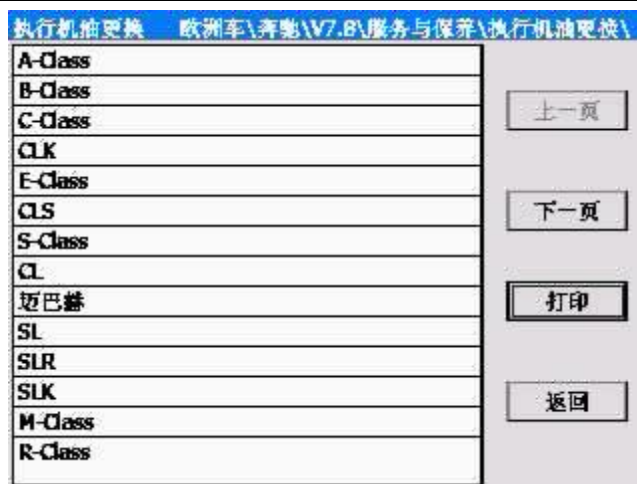 执行机油更换 欧洲车\奔驰\V7.8\服务与保养\执行机油更换\
A-Class
B-Class
C-Class
CLK
E-Class
CLS
S-Class
CL
迈巴赫
SL
SLR
SLK
M-Class
R-Class
上一页
下一页
打印
返回